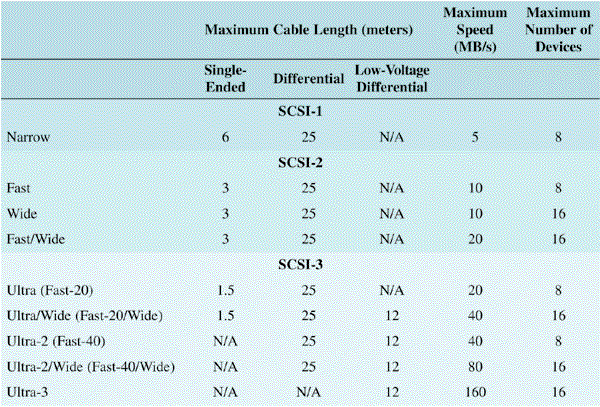 Maximum Cable Length (meters) Maximum Speed (MB/s) Maximum Number of Devices
Single-Ended Differential Low-Voltage Differential
SCSI-1
Narrow 6 25 N/A 5 8
SCSI-2
Fast 3 25 N/A 10 8
Wide 3 25 N/A 10 16
Fast/Wide 3 25 N/A 20 16
SCSI-3
Ultra (Fast-20) 1.5 25 N/A 20 8
Ultra/Wide (Fast-20/Wide) 1.5 25 12 40 16
Ultra-2 (Fast-40) N/A 25 12 40 8
Ultra-2/Wide (Fast-40/Wide) N/A 25 12 80 16
Ultra-3 N/A N/A 12 160 16